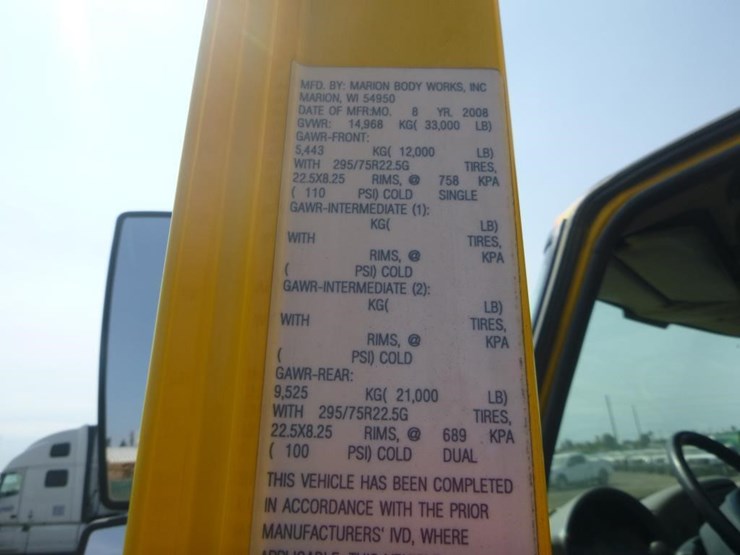 MFD. BY: MARION BODY WORKS, INC
MARION, WI 54950
DATE OF MFR:MO. 8 YR. 2008
GVWR: 14,968 KG( 33,000 LB)
GAWR-FRONT:
5,443 KG( 12,000 LB)
WITH 295/75R22.5G TIRES,
22.5X8.25 RIMS, @ 758 KPA
( 110 PSI) COLD SINGLE
GAWR-INTERMEDIATE (1):
KG( LB)
WITH TIRES,
RIMS, @ KPA
( PSI) COLD
GAWR-INTERMEDIATE (2):
KG( LB)
WITH TIRES,
RIMS, @ KPA
( PSI) COLD
GAWR-REAR:
9,525 KG( 21,000 LB)
WITH 295/75R22.5G TIRES,
22.5X8.25 RIMS, @ 689 KPA
( 100 PSI) COLD DUAL
THIS VEHICLE HAS BEEN COMPLETED
IN ACCORDANCE WITH THE PRIOR
MANUFACTURERS' IVD, WHERE